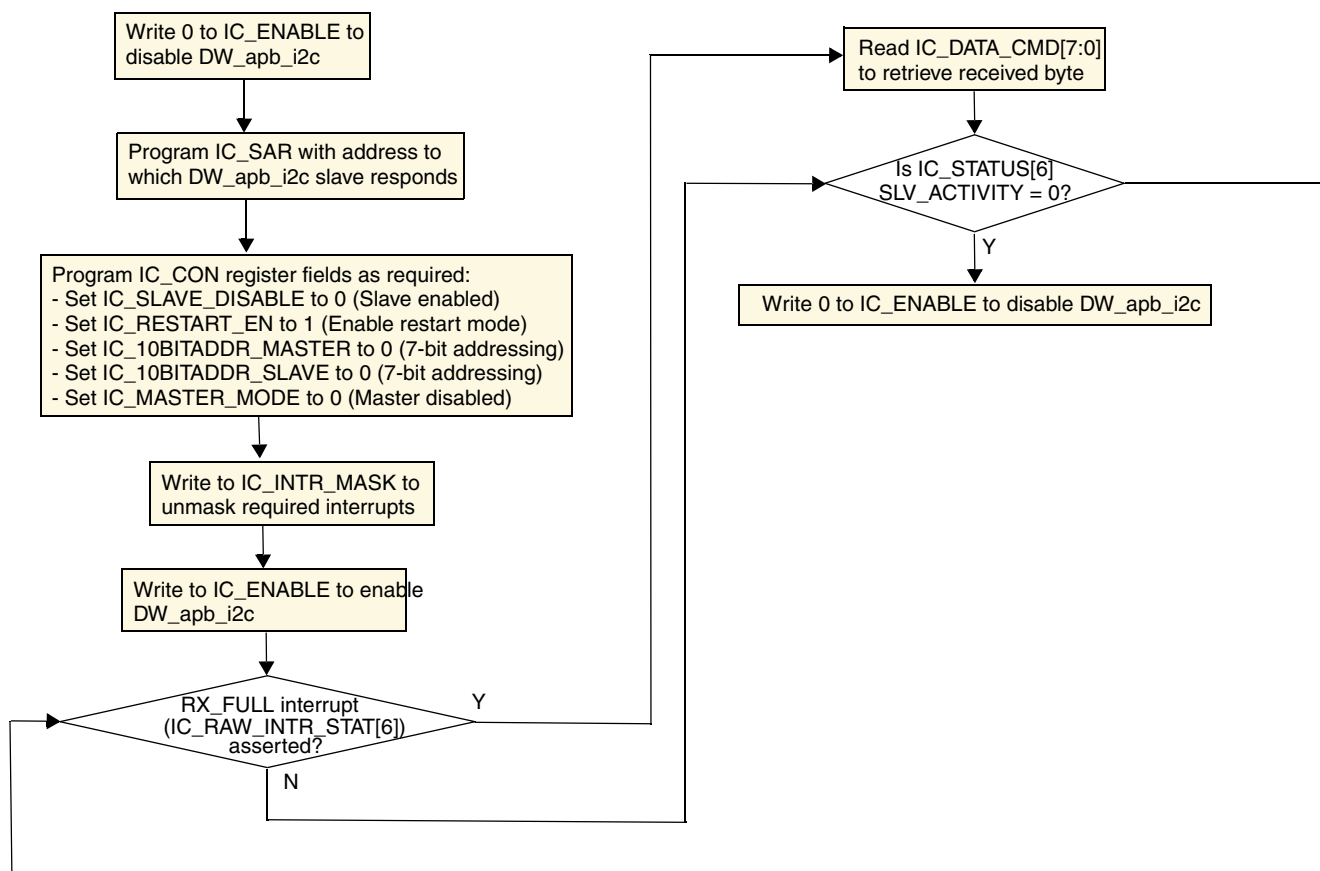 Write 0 to IC_ENABLE to
disable DW_apb_i2c
Program IC_SAR with address to
which DW_apb_i2c slave responds
Program IC_CON register fields as required:
- Set IC_SLAVE_DISABLE to 0 (Slave enabled)
- Set IC_RESTART_EN to 1 (Enable restart mode)
- Set IC_10BITADDR_MASTER to 0 (7-bit addressing)
- Set IC_10BITADDR_SLAVE to 0 (7-bit addressing)
- Set IC_MASTER_MODE to 0 (Master disabled)
Write to IC_INTR_MASK to
unmask required interrupts
Write to IC_ENABLE to enable
DW_apb_i2c
RX_FULL interrupt
(IC_RAW_INTR_STAT[6])
asserted?
Y
N
Read IC_DATA_CMD[7:0]
to retrieve received byte
Is IC_STATUS[6]
SLV_ACTIVITY = 0?
Y
Write 0 to IC_ENABLE to disable DW_apb_i2c